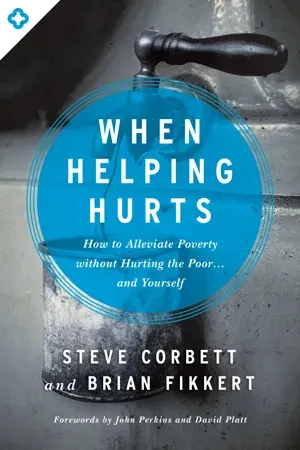 WHEN
HELPING
HURTS
How to Alleviate Poverty
without Hurting the Poor...
and Yourself
STEVE CORBETT
and BRIAN FIKKERT
Forewords by John Perkins and David Platt